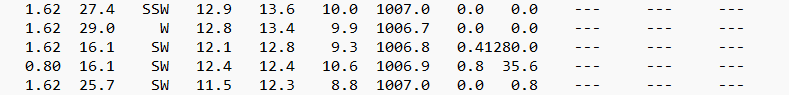 1.62 27.4 SSW 12.9 13.6 10.0 1007.0 0.0 0.0 --- --- ---
1.62 29.0 W 12.8 13.4 9.9 1006.7 0.0 0.0 --- --- ---
1.62 16.1 SW 12.1 12.8 9.3 1006.8 0.41280.0 --- --- ---
0.80 16.1 SW 12.4 12.4 10.6 1006.9 0.8 35.6 --- --- ---
1.62 25.7 SW 11.5 12.3 8.8 1007.0 0.0 0.8 --- --- ---